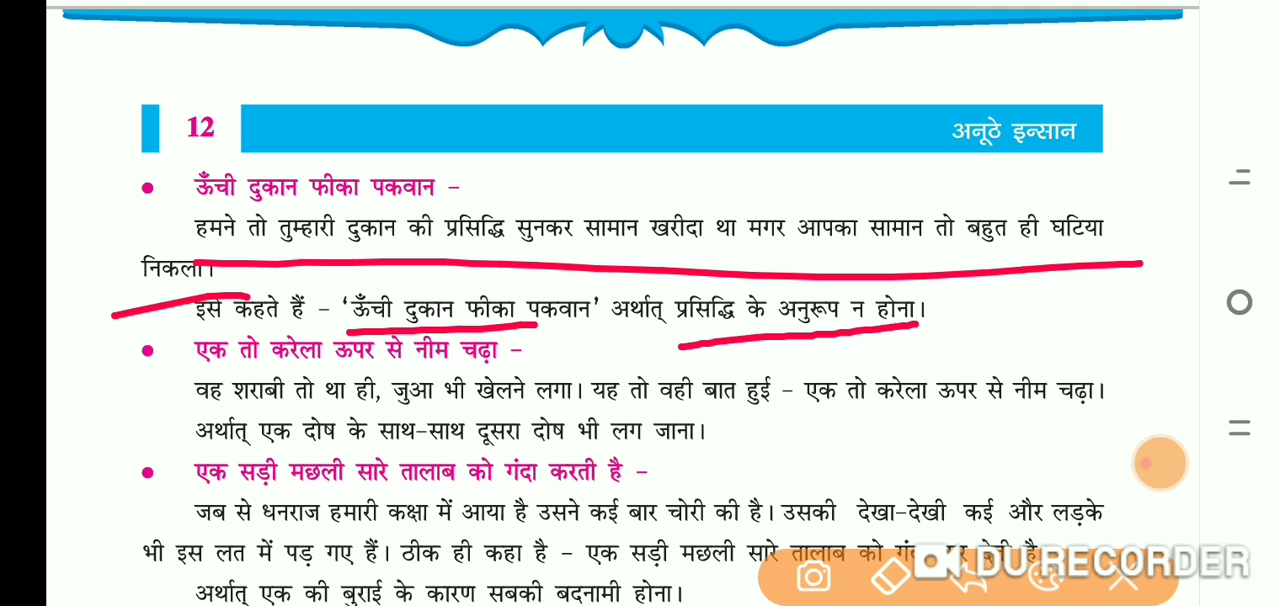 12
अनूठे इन्सान
• ऊँची दुकान फीका पकवान –
हमने तो तुम्हारी दुकान की प्रसिद्धि सुनकर सामान खरीदा था मगर आपका सामान तो बहुत ही घटिया
निकला।
इसे कहते हैं – ‘ऊँची दुकान फीका पकवान’ अर्थात् प्रसिद्धि के अनुरूप न होना।
• एक तो करेला ऊपर से नीम चढ़ा –
वह शराबी तो था ही, जुआ भी खेलने लगा। यह तो वही बात हुई – एक तो करेला ऊपर से नीम चढ़ा।
अर्थात् एक दोष के साथ-साथ दूसरा दोष भी लग जाना।
• एक सड़ी मछली सारे तालाब को गंदा करती है –
जब से धनराज हमारी कक्षा में आया है उसने कई बार चोरी की है। उसकी देखा-देखी कई और लड़के
भी इस लत में पड़ गए हैं। ठीक ही कहा है – एक सड़ी मछली सारे तालाब को
DU RECORDER
अर्थात् एक की बुराई के कारण सबकी बदनामी होना।